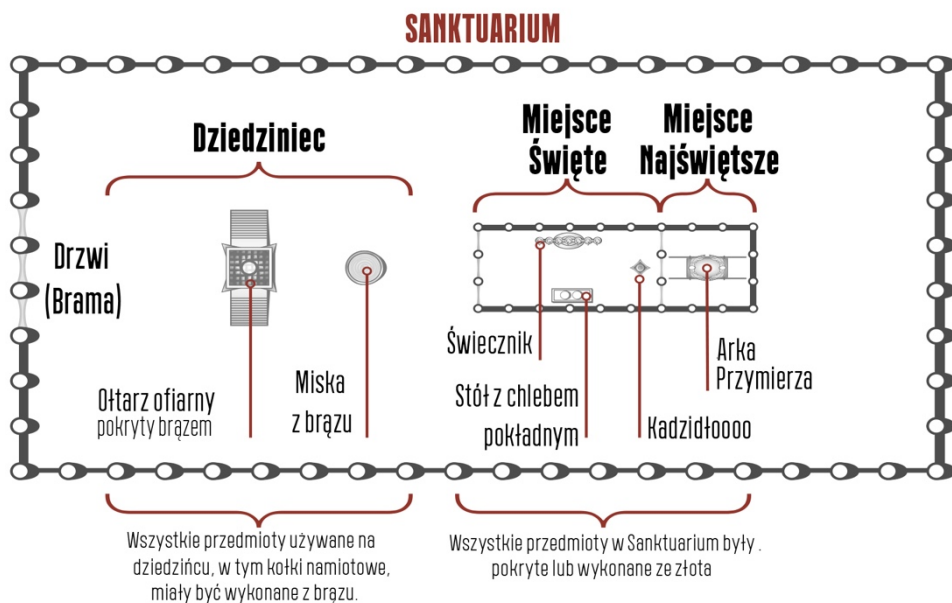 SANKTUARIUM
Dziedziniec
Miejsce
Święte
Miejsce
Najświętsze
Drzwi
(Brama)
Ołtarz ofiarny
pokryty brązem
Miska
z brązu
Świecznik
Stół z chlebem
pokładnym
Kadzidłoooo
Arka
Przymierza
Wszystkie przedmioty używane na
dziedzińcu, w tym kołki namiotowe,
miały być wykonane z brązu.
Wszystkie przedmioty w Sanktuarium były .
pokryte lub wykonane ze złota